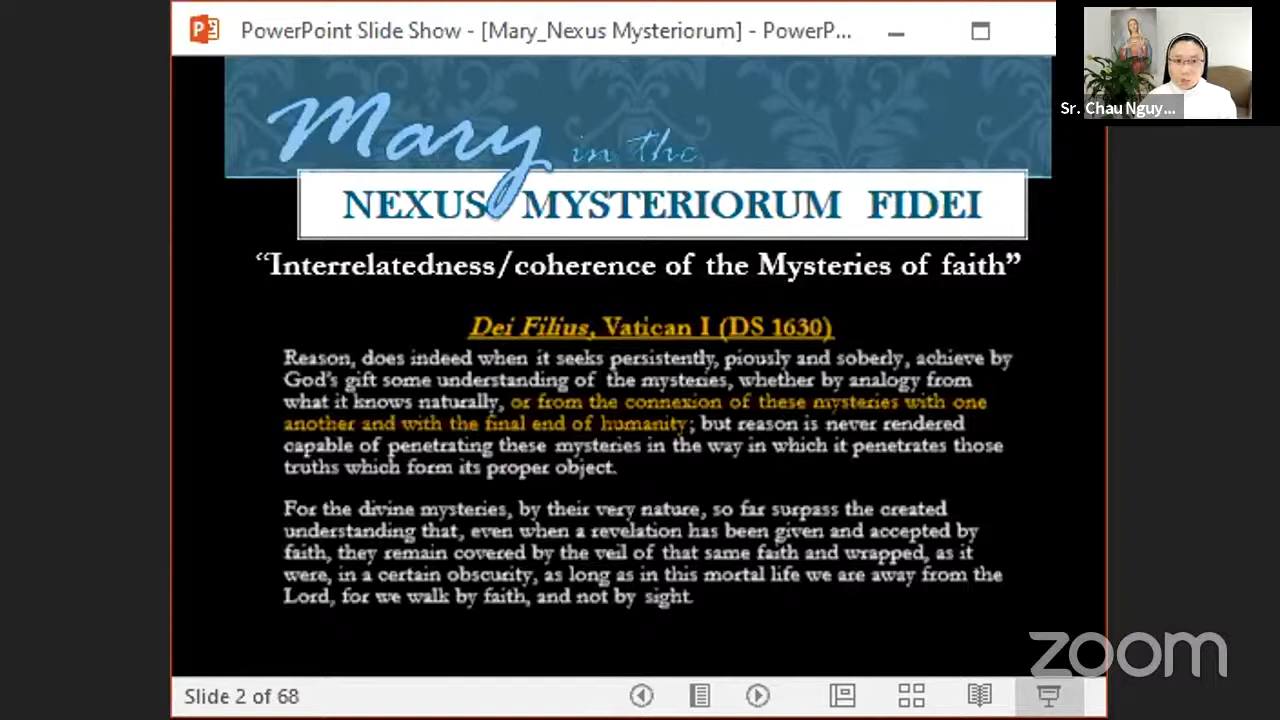 PowerPoint Slide Show - [Mary_Nexus Mysteriorum] - PowerP...
Sr. Chau Nguy...
Mary in the
NEXUS MYSTERIORUM FIDEI
“Interrelatedness/coherence of the Mysteries of faith”
Dei Filius, Vatican I (DS 1630)
Reason, does indeed when it seeks persistently, piously and soberly, achieve by
God's gift some understanding of the mysteries, whether by analogy from
what it knows naturally, or from the connexion of these mysteries with one
another and with the final end of humanity; but reason is never rendered
capable of penetrating these mysteries in the way in which it penetrates those
truths which form its proper object.
For the divine mysteries, by their very nature, so far surpass the created
understanding that, even when a revelation has been given and accepted by
faith, they remain covered by the veil of that same faith and wrapped, as it
were, in a certain obscurity, as long as in this mortal life we are away from the
Lord, for we walk by faith, and not by sight.
zoom
Slide 2 of 68